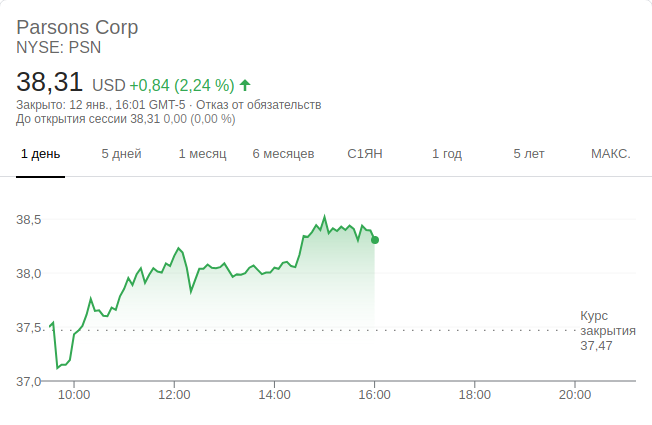 Parsons Corp
NYSE: PSN
38,31 USD +0,84 (2,24 %)
Закрыто: 12 янв., 16:01 GMT-5 · Отказ от обязательств
До открытия сессии 38,31 0,00 (0,00 %)
1 день 5 дней 1 месяц 6 месяцев С1ЯН 1 год 5 лет МАКС.
38,5
38,0
37,5
37,0
Курс
закрытия
37,47
10:00 12:00 14:00 16:00 18:00 20:00